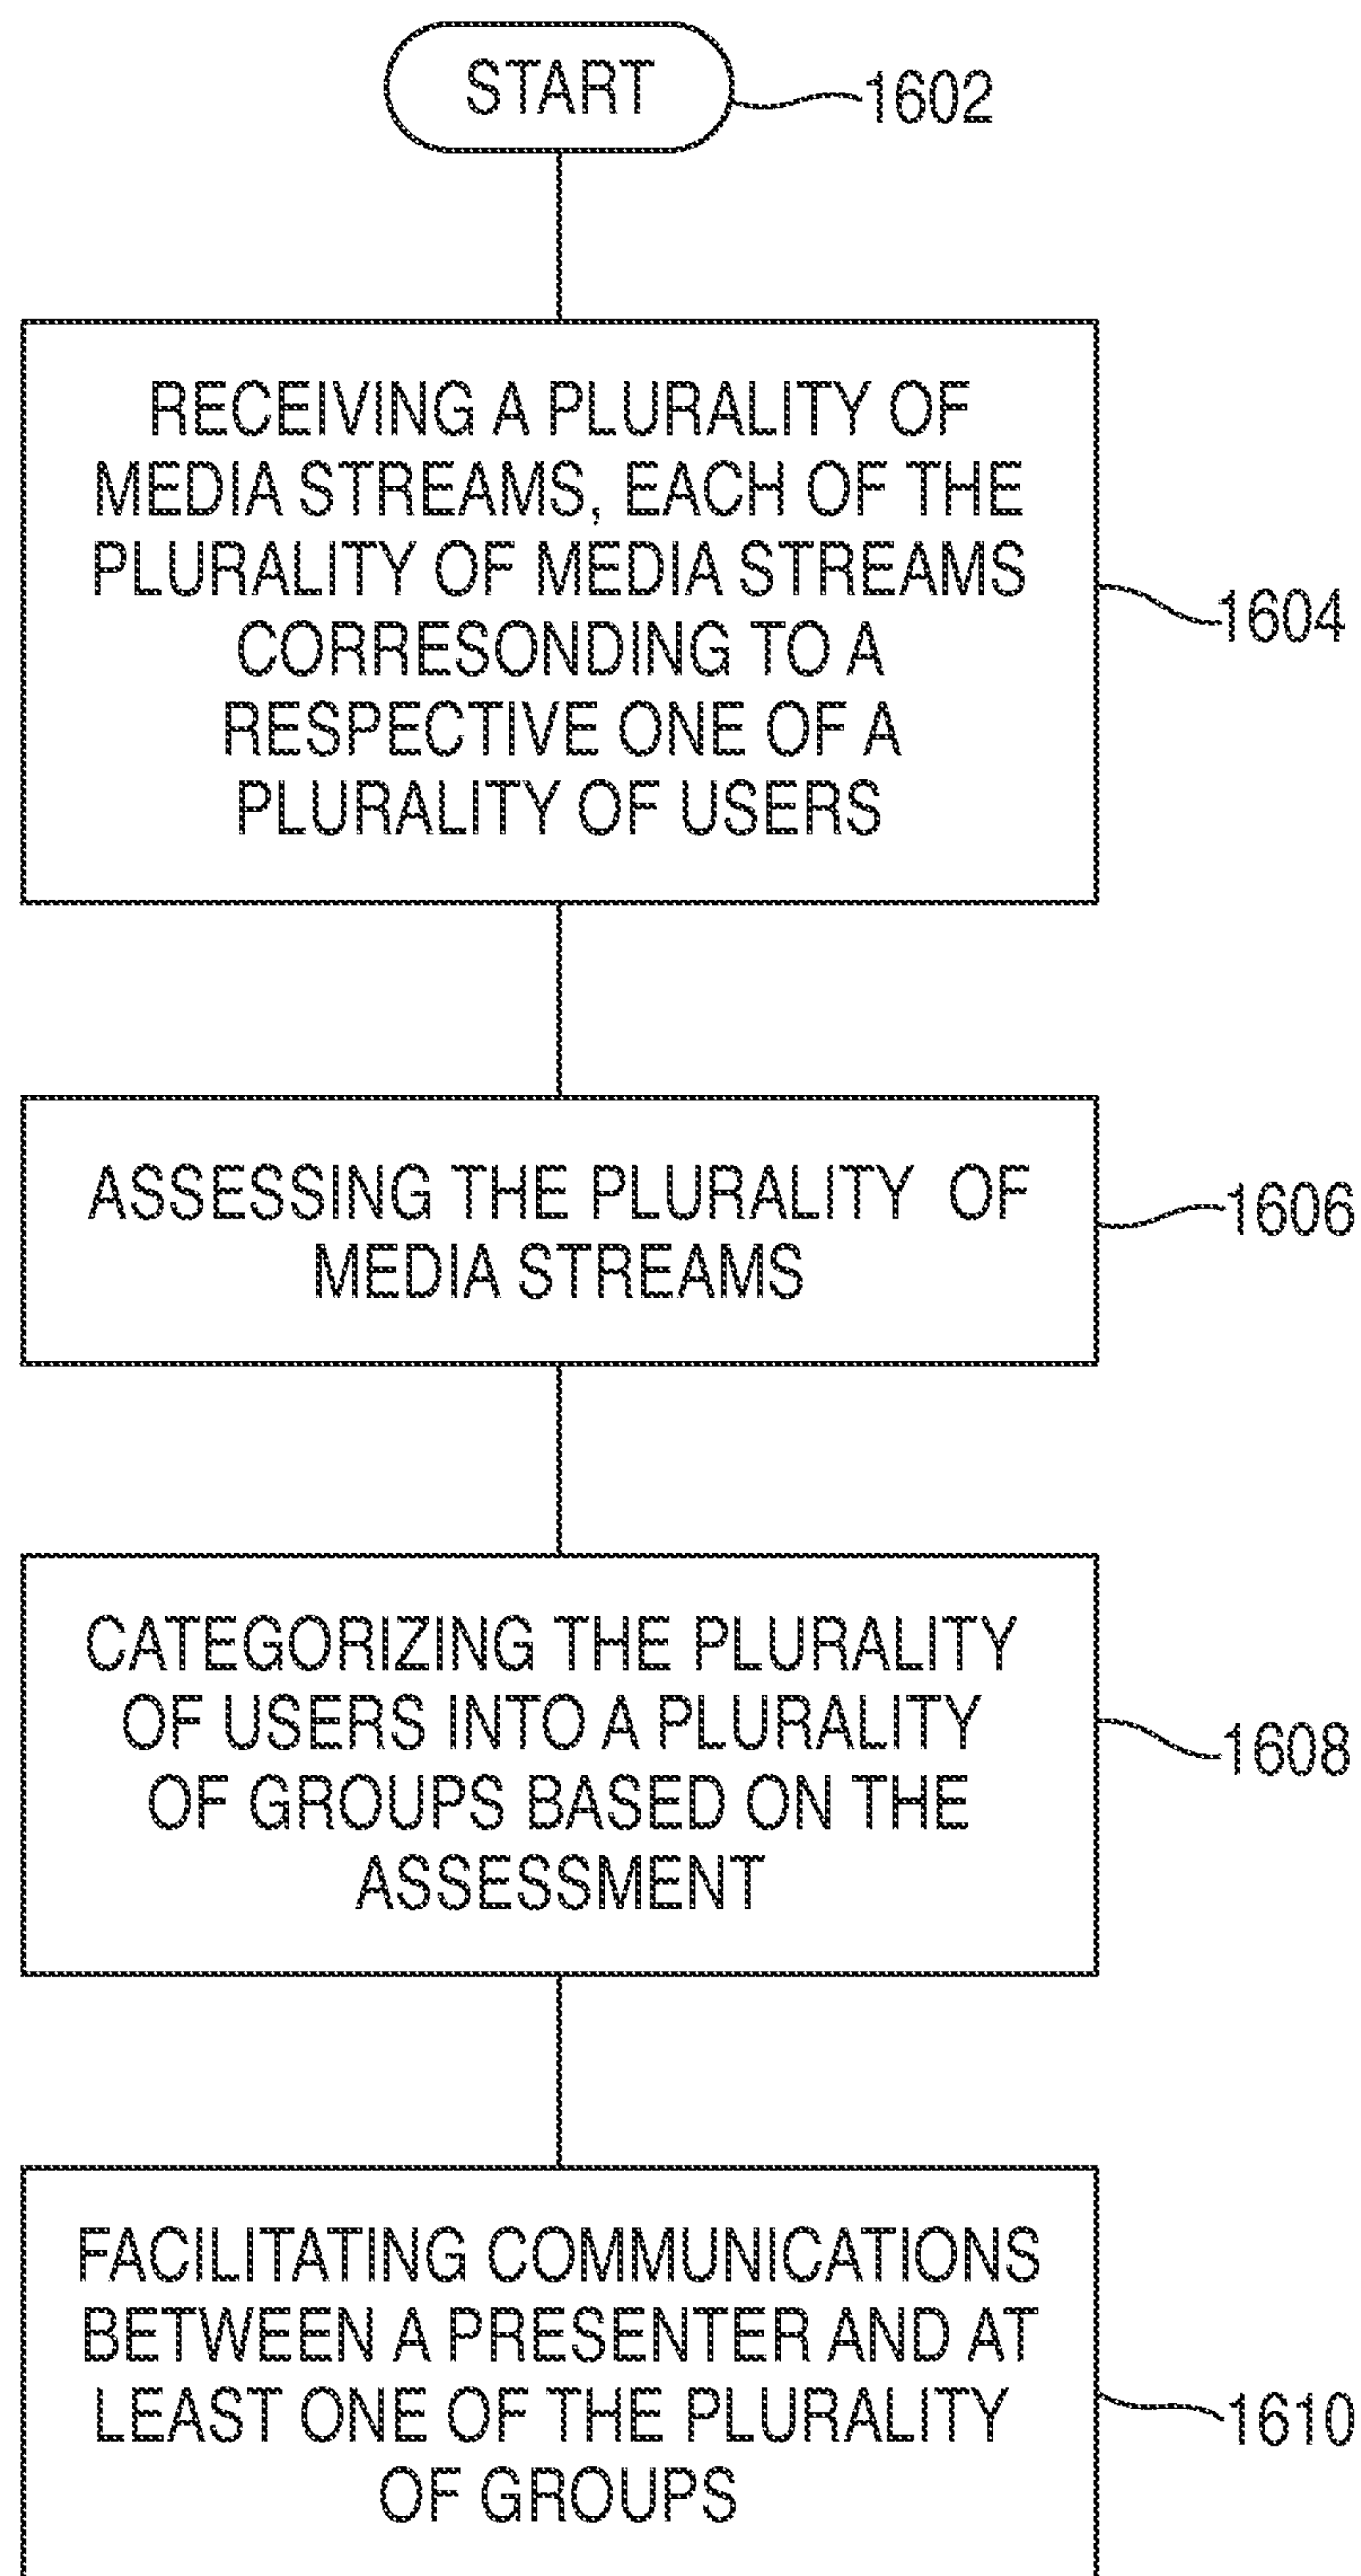 START
1602
RECEIVING A PLURALITY OF
MEDIA STREAMS, EACH OF THE
PLURALITY OF MEDIA STREAMS
CORRESONDING TO A
RESPECTIVE ONE OF A
PLURALITY OF USERS
1604
ASSESSING THE PLURALITY OF
MEDIA STREAMS
1606
CATEGORIZING THE PLURALITY
OF USERS INTO A PLURALITY
OF GROUPS BASED ON THE
ASSESSMENT
1608
FACILITATING COMMUNICATIONS
BETWEEN A PRESENTER AND AT
LEAST ONE OF THE PLURALITY
OF GROUPS
1610